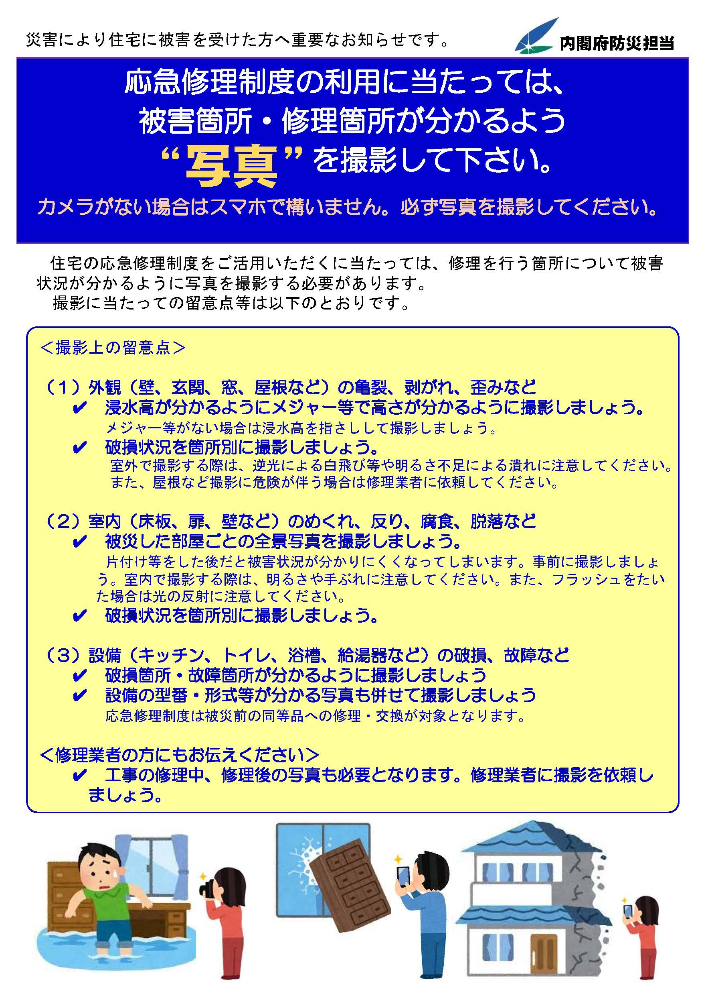 災害により住宅に被害を受けた方へ重要なお知らせです。
内閣府防災担当
応急修理制度の利用に当たっては、
被害箇所・修理箇所が分かるよう
“写真”を撮影して下さい。
カメラがない場合はスマホで構いません。必ず写真を撮影してください。
住宅の応急修理制度をご活用いただくに当たっては、修理を行う箇所について被害
状況が分かるように写真を撮影する必要があります。
撮影に当たっての留意点等は以下のとおりです。
＜撮影上の留意点＞
（１）外観（壁、玄関、窓、屋根など）の亀裂、剥がれ、歪みなど
✔ 浸水高が分かるようにメジャー等で高さが分かるように撮影しましょう。
メジャー等がない場合は浸水高を指さしして撮影しましょう。
✔ 破損状況を箇所別に撮影しましょう。
室外で撮影する際は、逆光による白飛び等や明るさ不足による潰れに注意してください。
また、屋根など撮影に危険が伴う場合は修理業者に依頼してください。
（２）室内（床板、扉、壁など）のめくれ、反り、腐食、脱落など
✔ 被災した部屋ごとの全景写真を撮影しましょう。
片付け等をした後だと被害状況が分かりにくくなってしまいます。事前に撮影しましょ
う。室内で撮影する際は、明るさや手ぶれに注意してください。また、フラッシュをたい
た場合は光の反射に注意してください。
✔ 破損状況を箇所別に撮影しましょう。
（３）設備（キッチン、トイレ、浴槽、給湯器など）の破損、故障など
✔ 破損箇所・故障箇所が分かるように撮影しましょう
✔ 設備の型番・形式等が分かる写真も併せて撮影しましょう
応急修理制度は被災前の同等品への修理・交換が対象となります。
＜修理業者の方にもお伝えください＞
✔ 工事の修理中、修理後の写真も必要となります。修理業者に撮影を依頼し
ましょう。